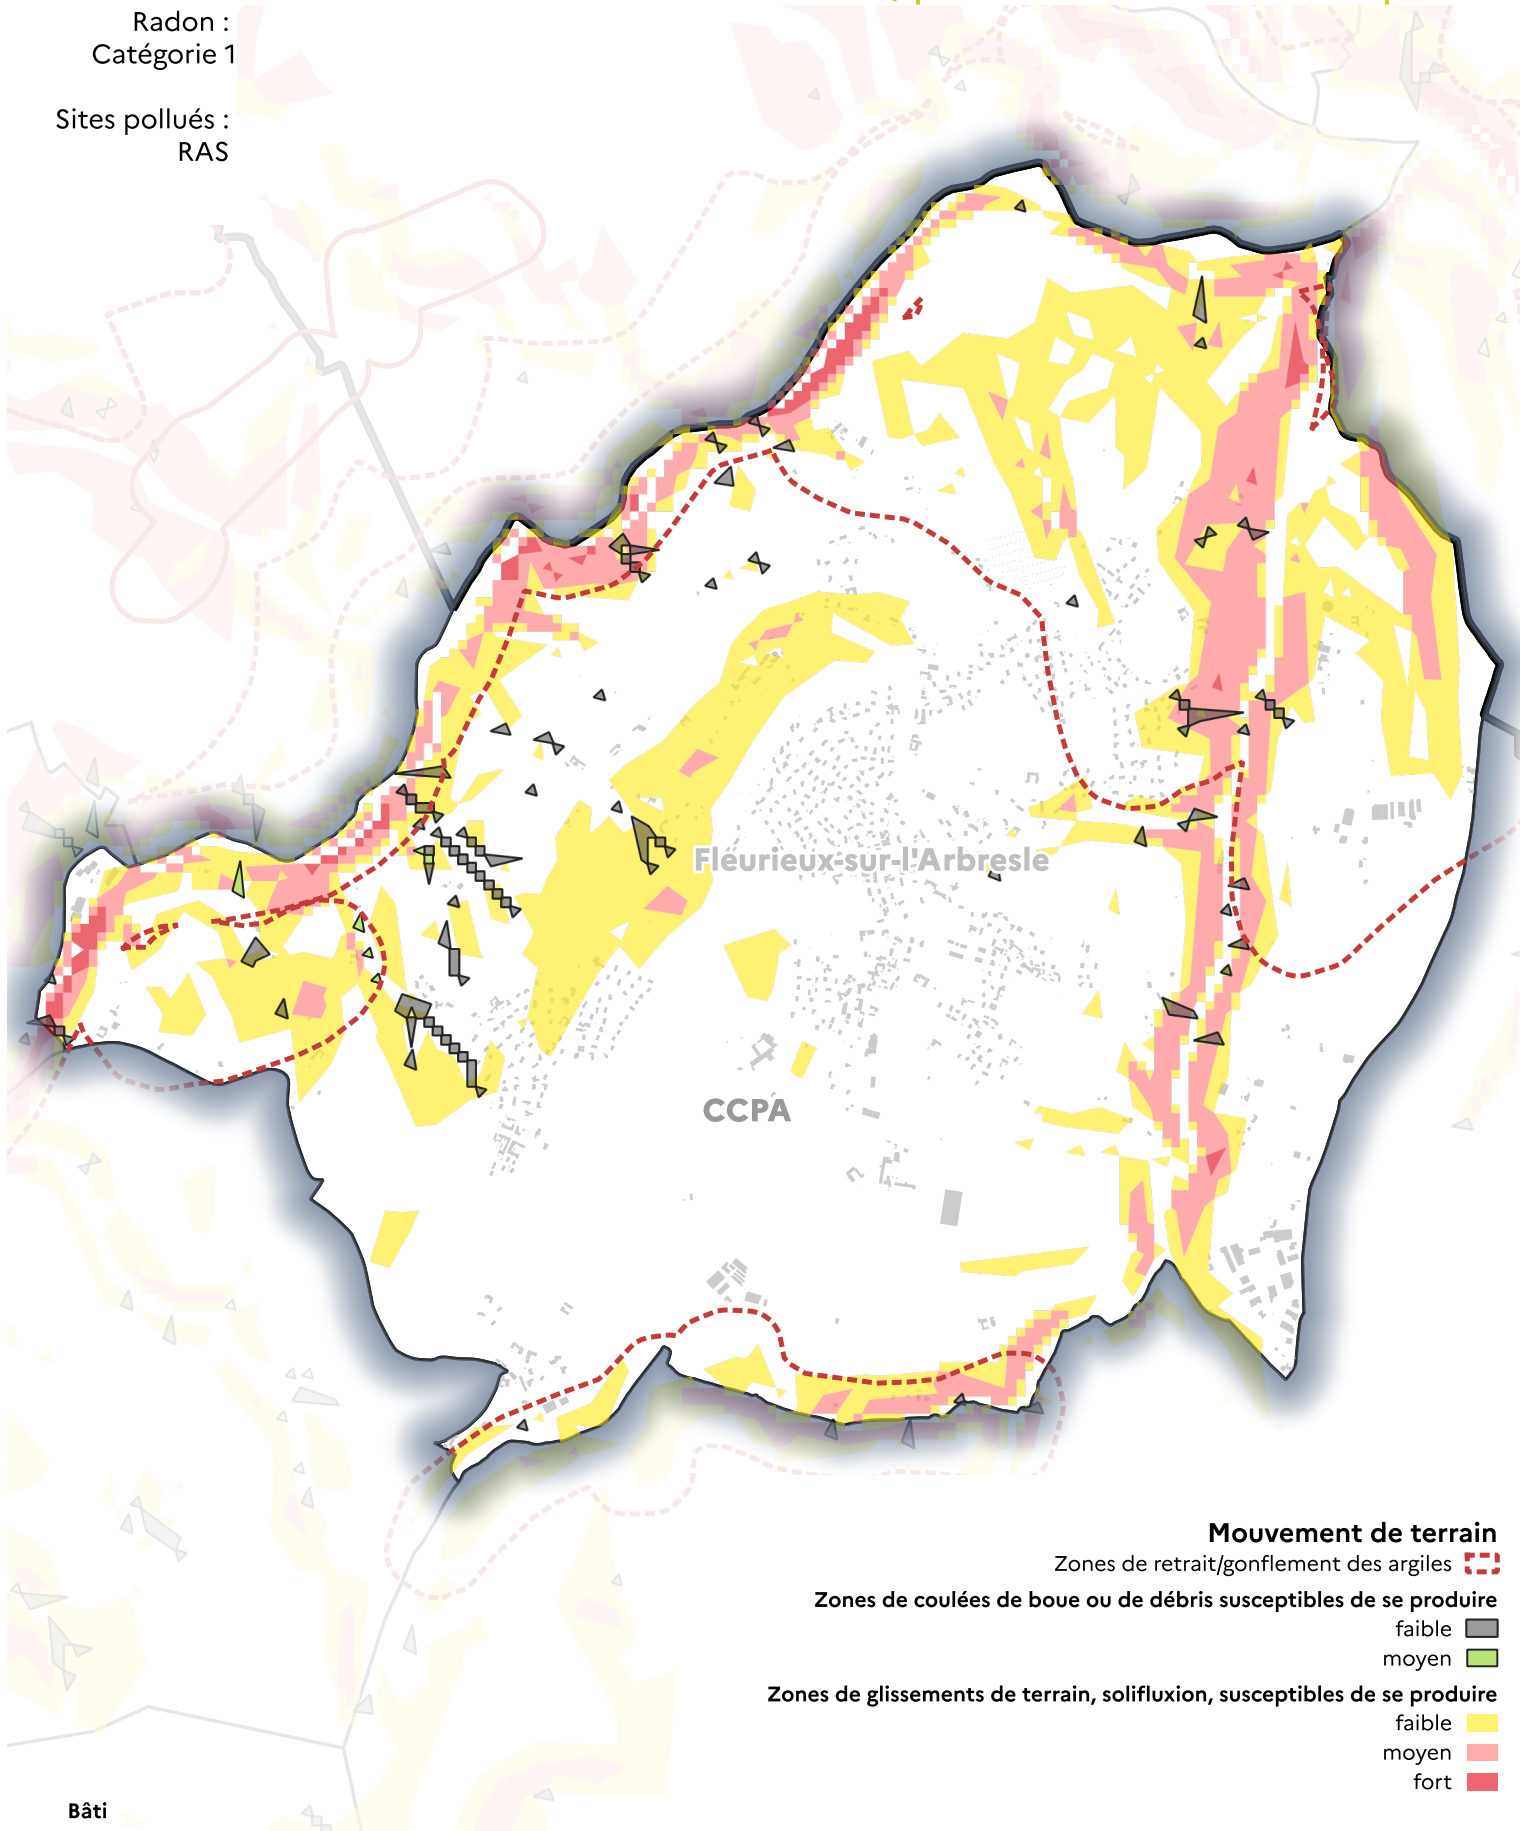 Radon :
Catégorie 1
Sites pollués :
RAS
Fleurieux-sur-l'Arbresle
CCPA
Mouvement de terrain
Zones de retrait/gonflement des argiles
Zones de coulées de boue ou de débris susceptibles de se produire
faible
moyen
Zones de glissements de terrain, solifluxion, susceptibles de se produire
faible
moyen
fort
Bâti